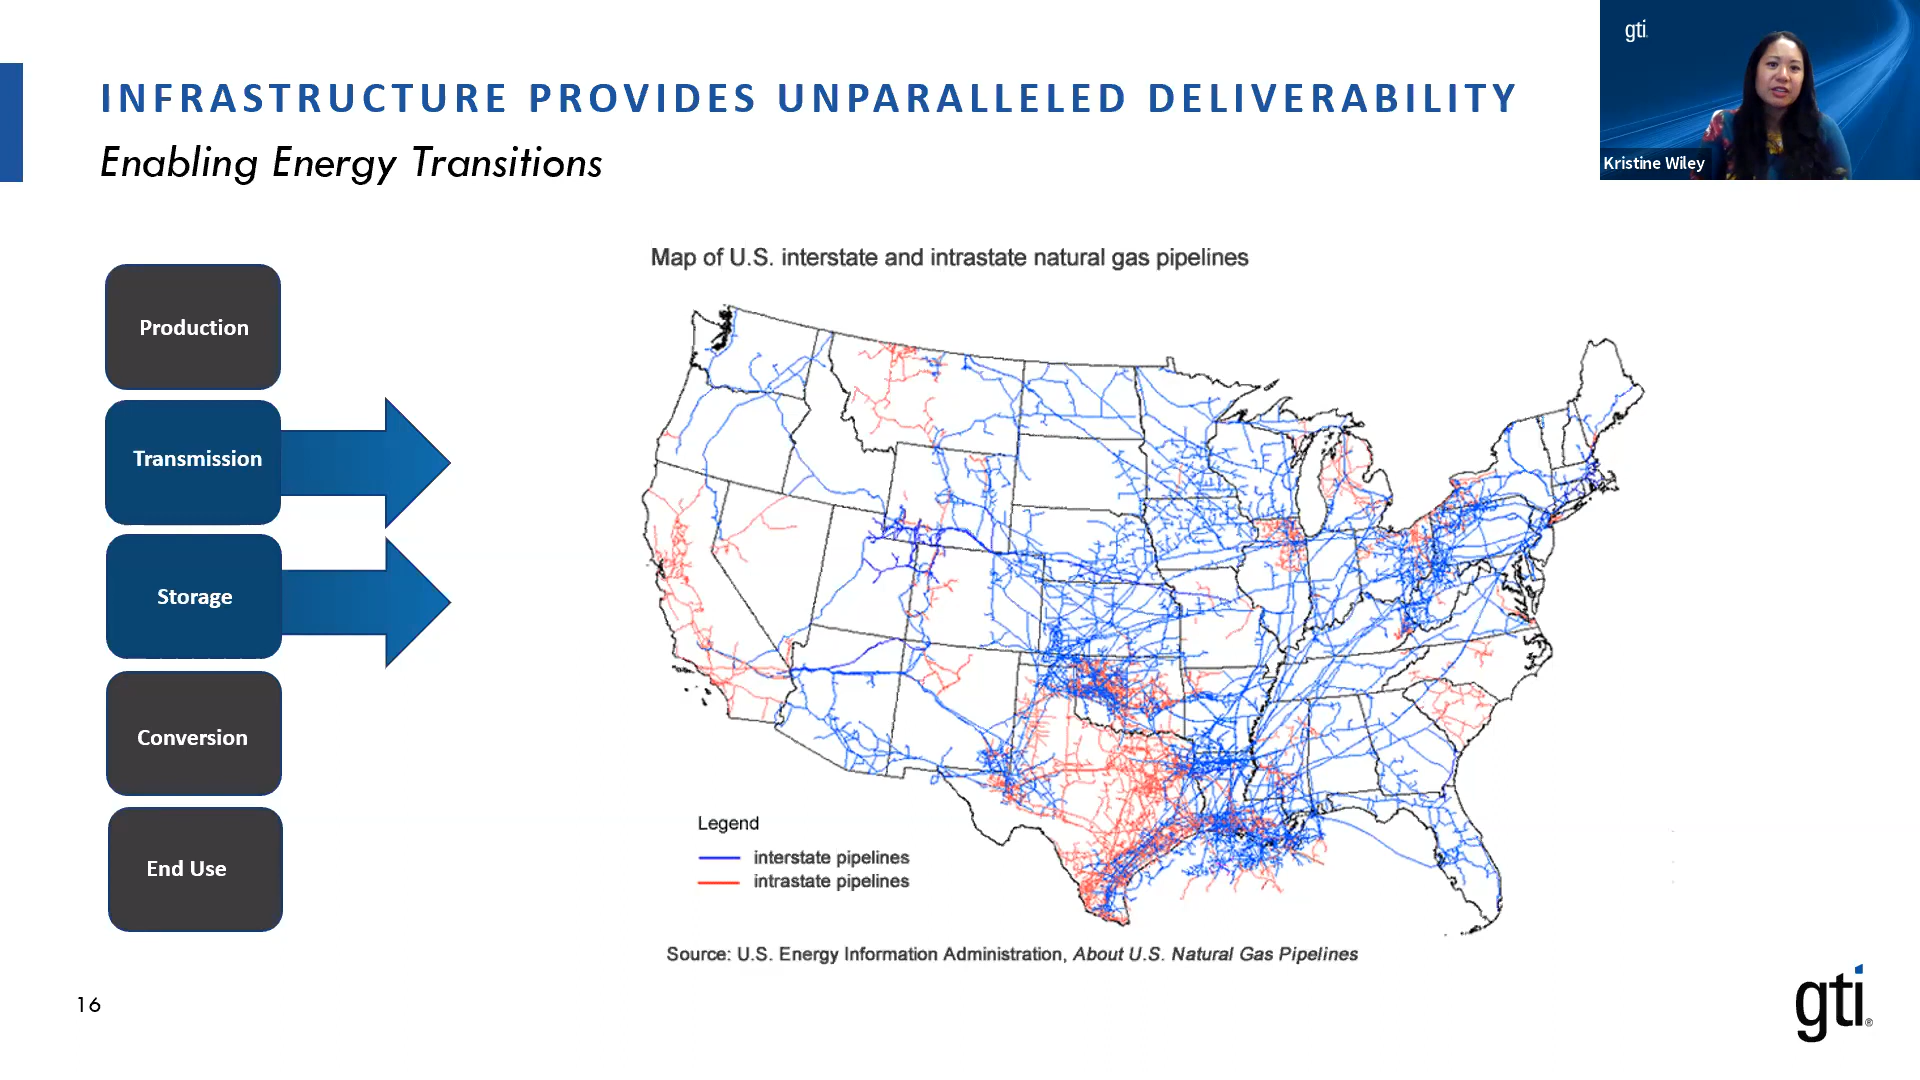 gti
Kristine Wiley
INFRASTRUCTURE PROVIDES UNPARALLELED DELIVERABILITY
Enabling Energy Transitions
Production
Transmission
Storage
Conversion
End Use
Map of U.S. interstate and intrastate natural gas pipelines
Legend
interstate pipelines
intrastate pipelines
Source: U.S. Energy Information Administration, About U.S. Natural Gas Pipelines
16
gti®